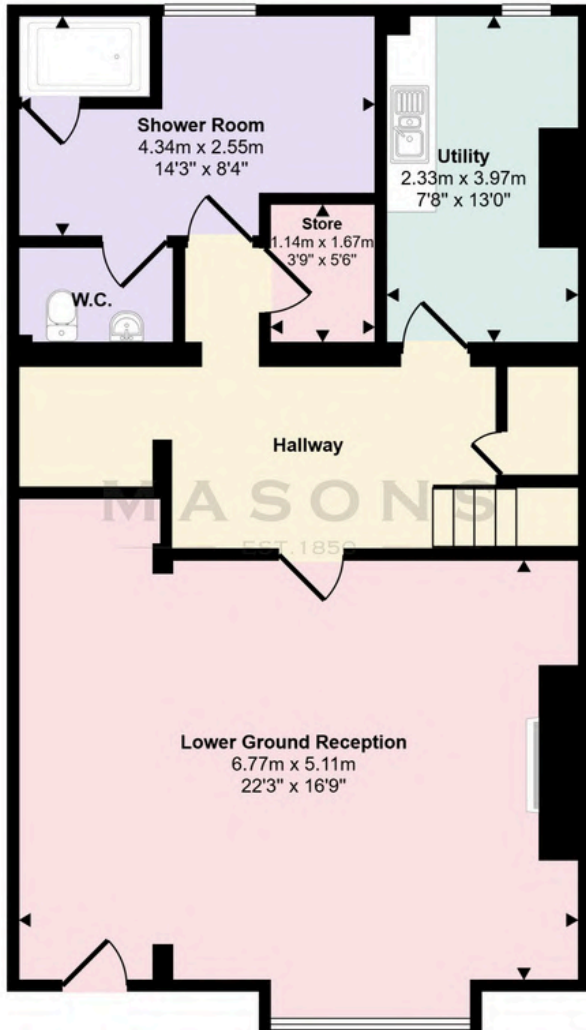 Shower Room
4.34m x 2.55m
14'3" x 8'4"
Utility
2.33m x 3.97m
7'8" x 13'0"
Store
1.14m x 1.67m
3'9" x 5'6"
W.C.
Hallway
MASONS
EST.1850
Lower Ground Reception
6.77m x 5.11m
22'3" x 16'9"